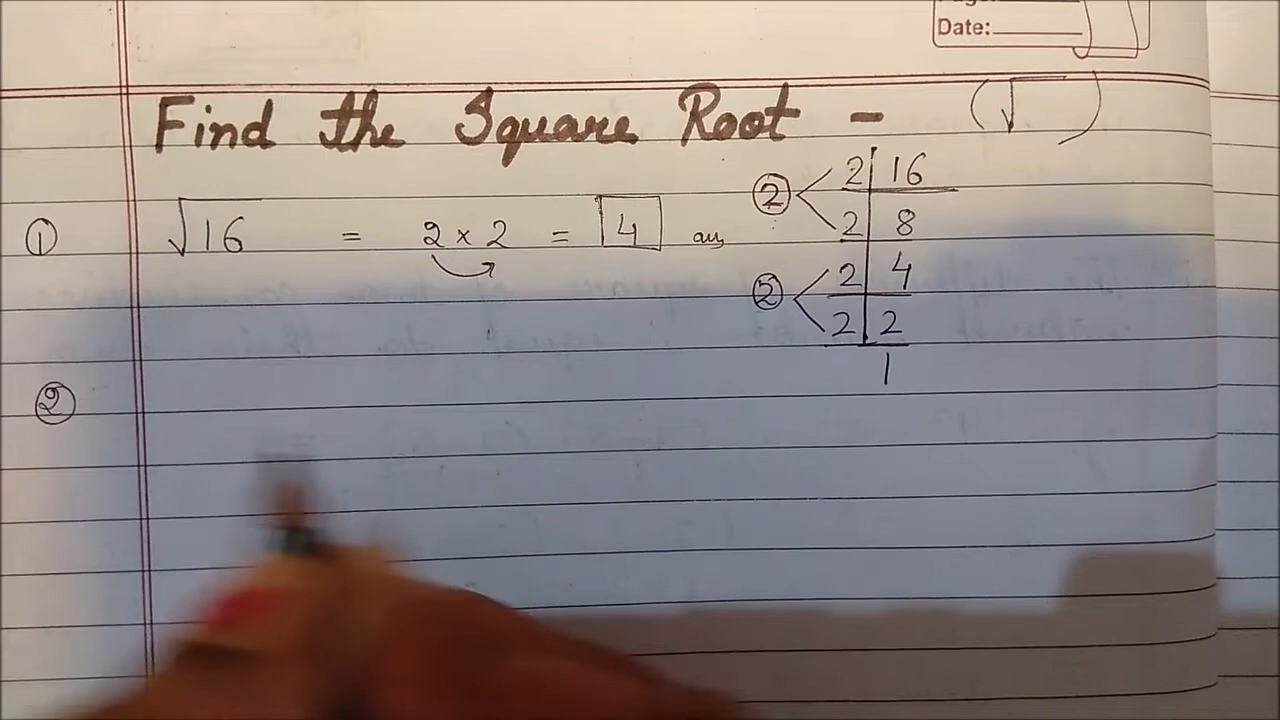 Date:
Find the Square Root - (√ )
① √16 = 2 × 2 = 4 ans
② 2 16
2 8
② 2 4
2 2
1
②